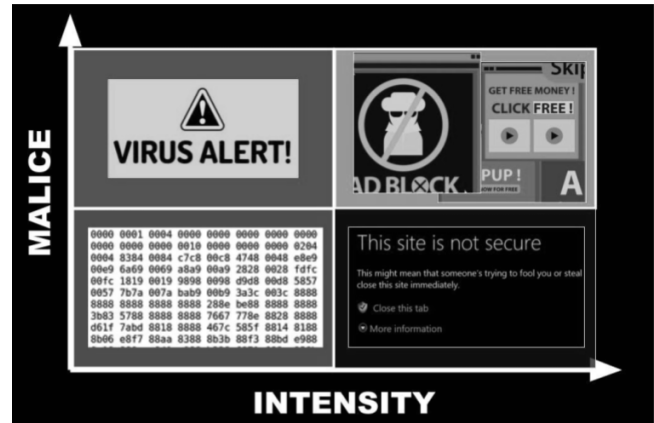 MALICE
VIRUS ALERT!
SKIP
GET FREE MONEY !
CLICK FREE!
AD BLOCK
PUP !
NOW FOR FREE
A
0000 0001 0004 0000 0000 0000 0000 0000
0000 0000 0000 0010 0000 0000 0000 0204
0004 8384 0084 c7c8 00c8 4748 0048 e8e9
00e9 6a69 0069 a8a9 00a9 2828 0028 fdfc
00fc 1819 0019 9898 0098 d9d8 00d8 5857
0057 7b7a 007a bab9 00b9 3a3c 003c 8888
8888 8888 8888 8888 288e be88 8888 8888
3b83 5788 8888 8888 7667 778e 8828 8888
d61f 7abd 8818 8888 467c 585f 8814 8188
8b06 e8f7 88aa 8388 8b3b 88f3 88bd e988
This site is not secure
This might mean that someone's trying to fool you or steal
close this site immediately.
Close this tab
More information
INTENSITY